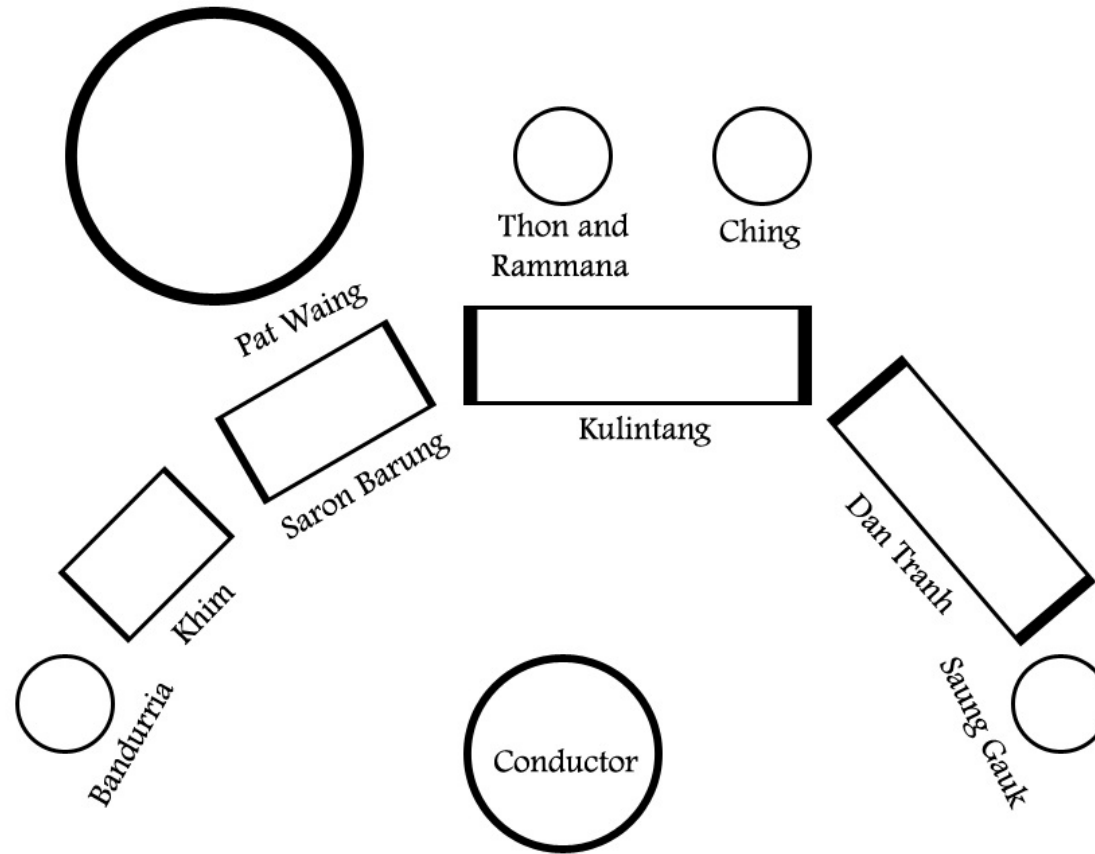 Thon and
Rammana
Ching
Pat Waing
Kulintang
Saron Barung
Dan Tranh
Khim
Saung Gauk
Bandurria
Conductor